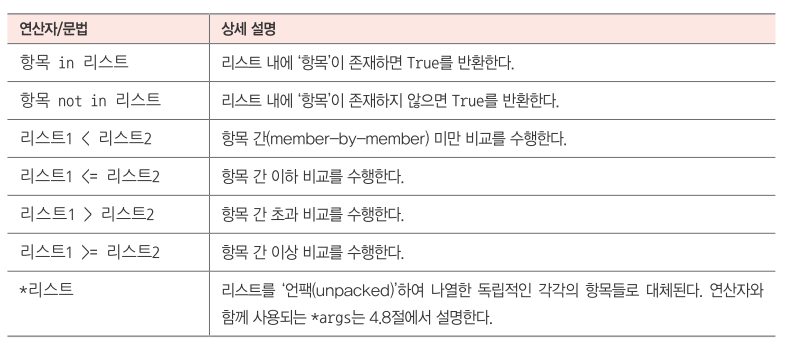 연산자/문법 상세 설명
항목 in 리스트 리스트 내에 ‘항목’이 존재하면 True를 반환한다.
항목 not in 리스트 리스트 내에 ‘항목’이 존재하지 않으면 True를 반환한다.
리스트1 < 리스트2 항목 간(member-by-member) 미만 비교를 수행한다.
리스트1 <= 리스트2 항목 간 이하 비교를 수행한다.
리스트1 > 리스트2 항목 간 초과 비교를 수행한다.
리스트1 >= 리스트2 항목 간 이상 비교를 수행한다.
*리스트 리스트를 ‘언팩(unpacked)’하여 나열한 독립적인 각각의 항목들로 대체된다. 연산자와
함께 사용되는 *args는 4.8절에서 설명한다.